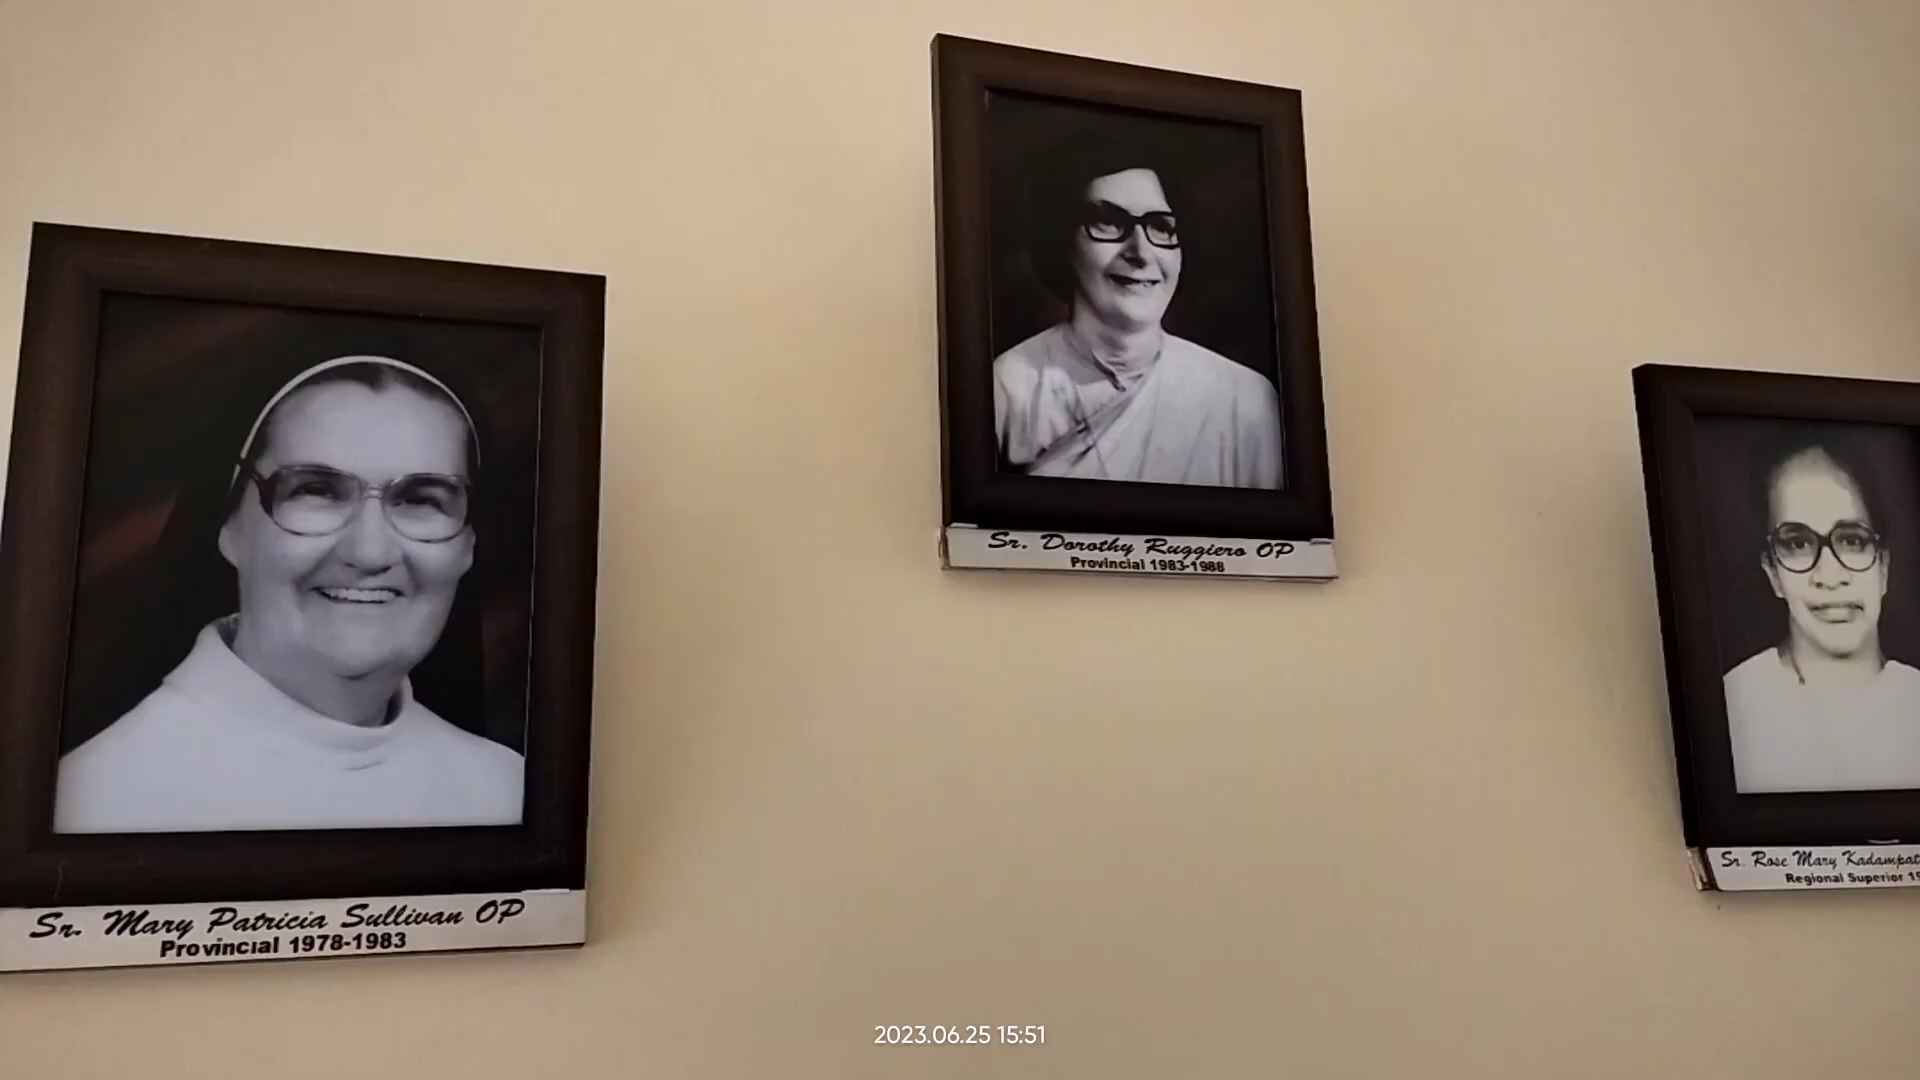 Sr. Mary Patricia Sullivan OP
Provincial 1978-1983
Sr. Dorothy Ruggiero OP
Provincial 1983-1988
Sr. Rose Mary
Regional Superior
2023.06.25 15:51